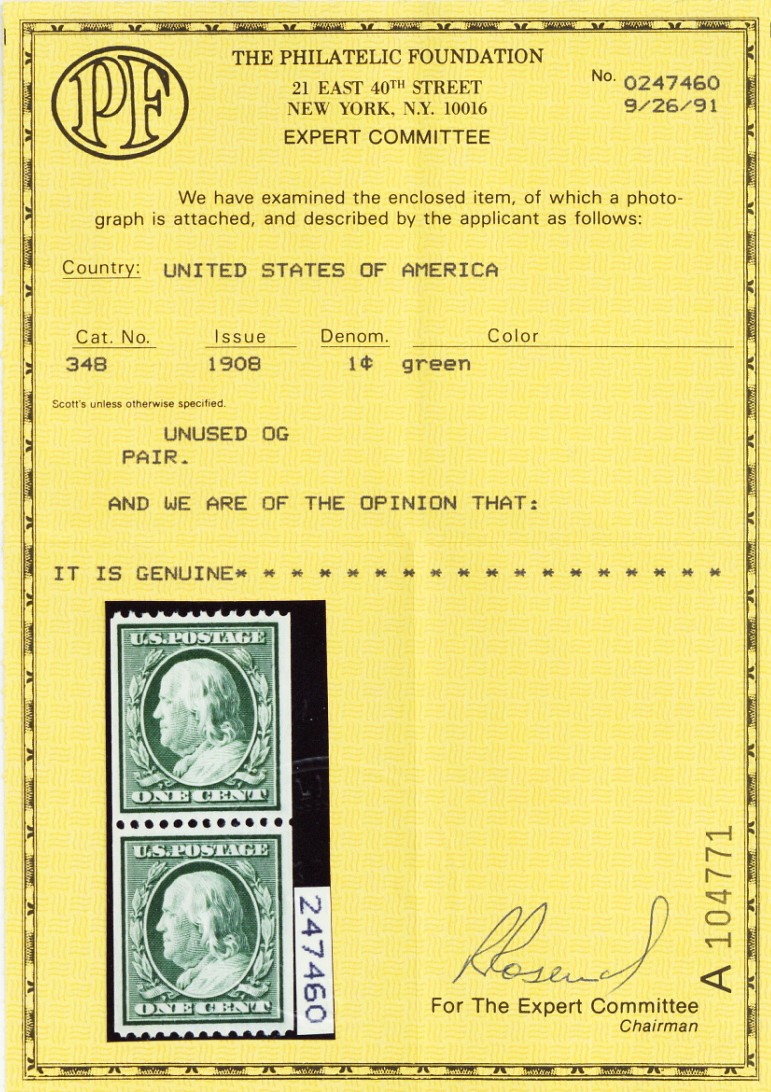 PF
THE PHILATELIC FOUNDATION
21 EAST 40TH STREET
NEW YORK, N.Y. 10016
EXPERT COMMITTEE
No. 0247460
9/26/91
We have examined the enclosed item, of which a photo-
graph is attached, and described by the applicant as follows:
Country: UNITED STATES OF AMERICA
Cat. No. Issue Denom. Color
348 1908 1¢ green
Scott's unless otherwise specified.
UNUSED OG
PAIR.
AND WE ARE OF THE OPINION THAT:
IT IS GENUINE* * * * * * * * * * * * * * * * * *
U.S.POSTAGE
ONE CENT
U.S.POSTAGE
ONE CENT
247460
A 104771
For The Expert Committee
Chairman